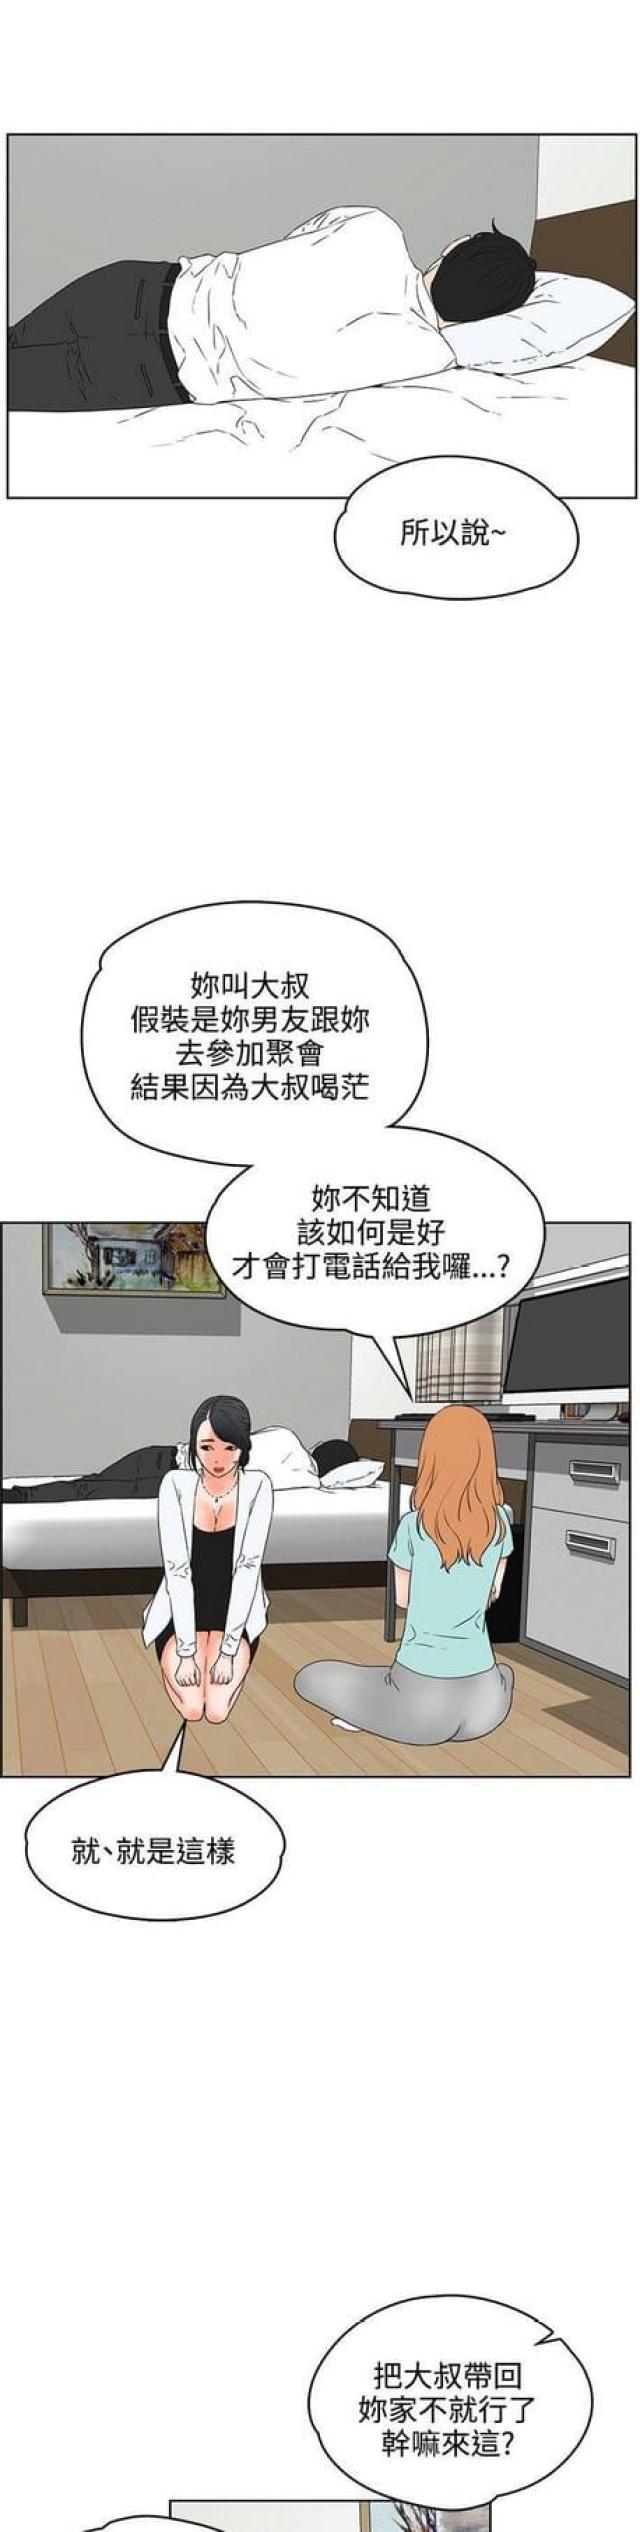 所以說~
妳叫大叔
假裝是妳男友跟妳
去參加聚會
結果因為大叔喝茫
妳不知道
該如何是好
才會打電話給我囉...?
就、就是這樣
把大叔帶回
妳家不就行了
幹嘛來這?